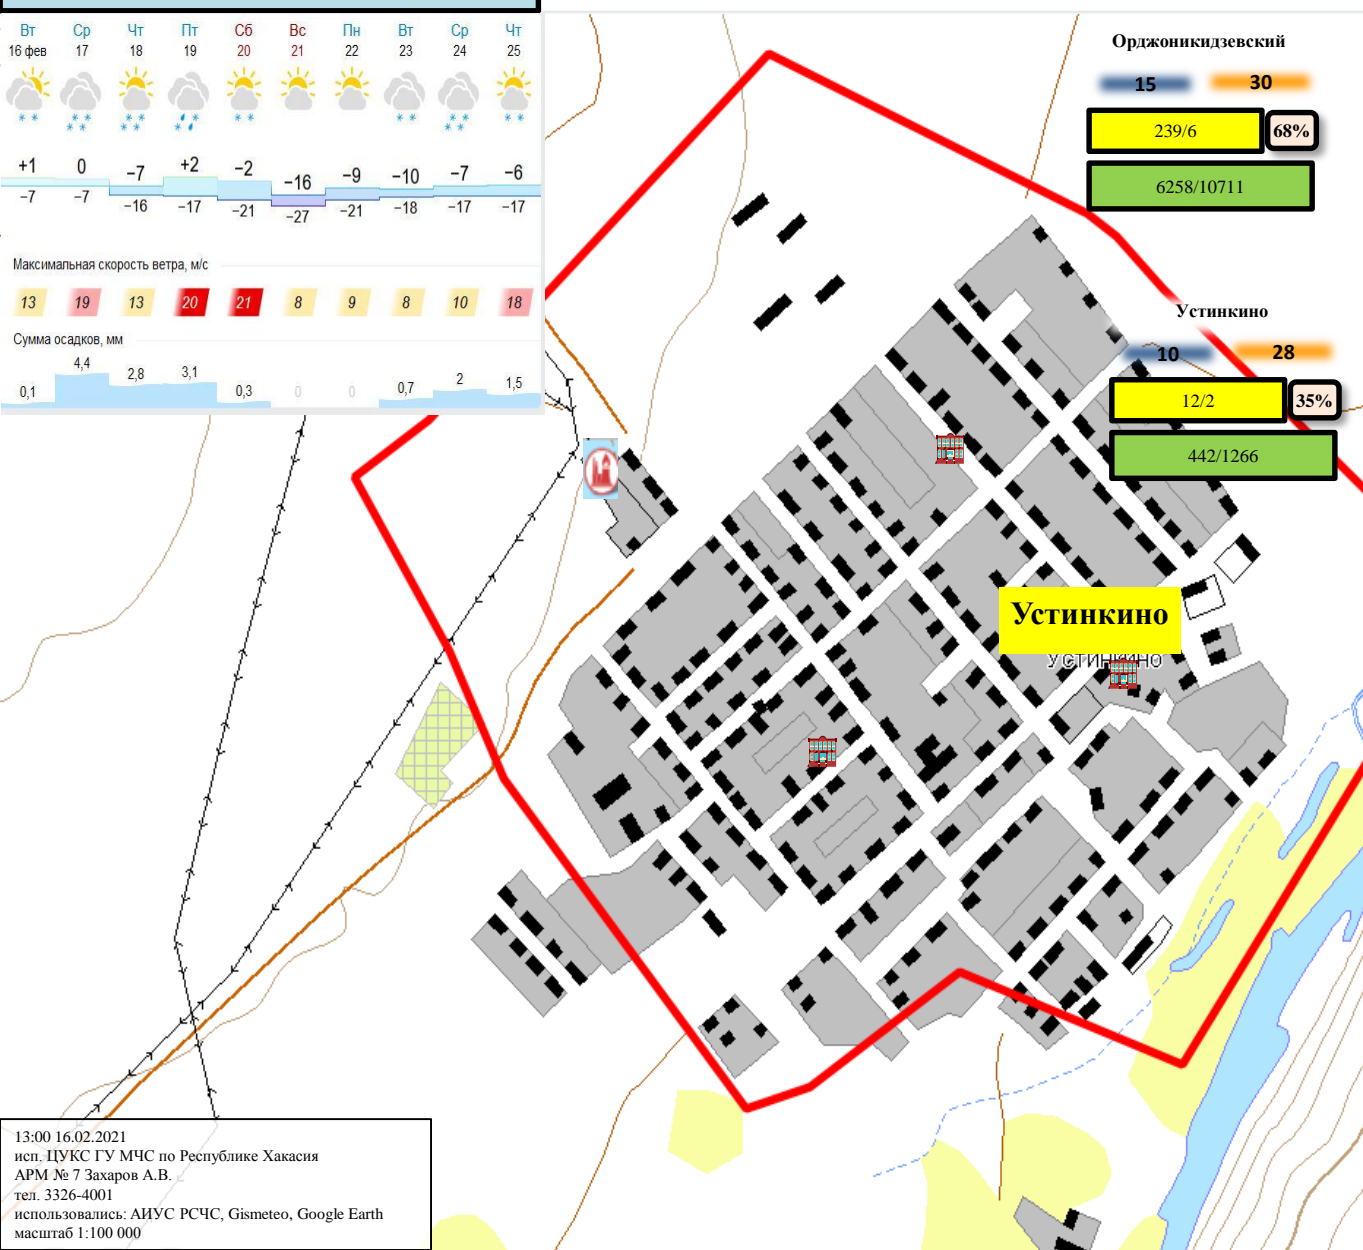 Вт Ср Чт Пт Сб Вс Пн Вт Ср Чт
16 фев 17 18 19 20 21 22 23 24 25
+1 0 −7 +2 −2 −16 −9 −10 −7 −6
−7 −7 −16 −17 −21 −27 −21 −18 −17 −17
Максимальная скорость ветра, м/с
13 19 13 20 21 8 9 8 10 18
Сумма осадков, мм
0,1 4,4 2,8 3,1 0,3 0 0 0,7 2 1,5
Орджоникидзевский
15 30
239/6 68%
6258/10711
Устинкино
10 28
12/2 35%
442/1266
Устинкино
УСТИНКИНО
13:00 16.02.2021
исп. ЦУКС ГУ МЧС по Республике Хакасия
АРМ № 7 Захаров А.В.
тел. 3326-4001
использовались: АИУС РСЧС, Gismeteo, Google Earth
масштаб 1:100 000